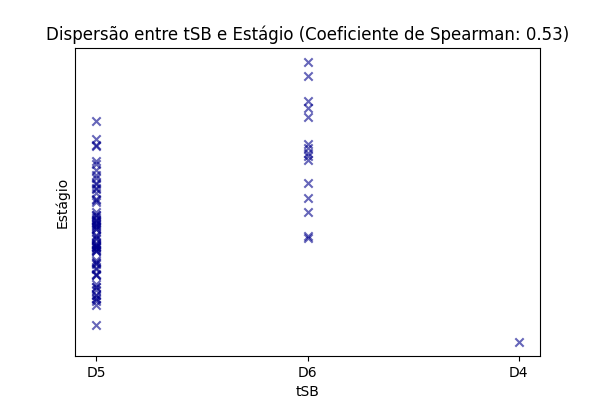 Dispersão entre tSB e Estágio (Coeficiente de Spearman: 0.53)
Estágio
D5
D6
D4
tSB